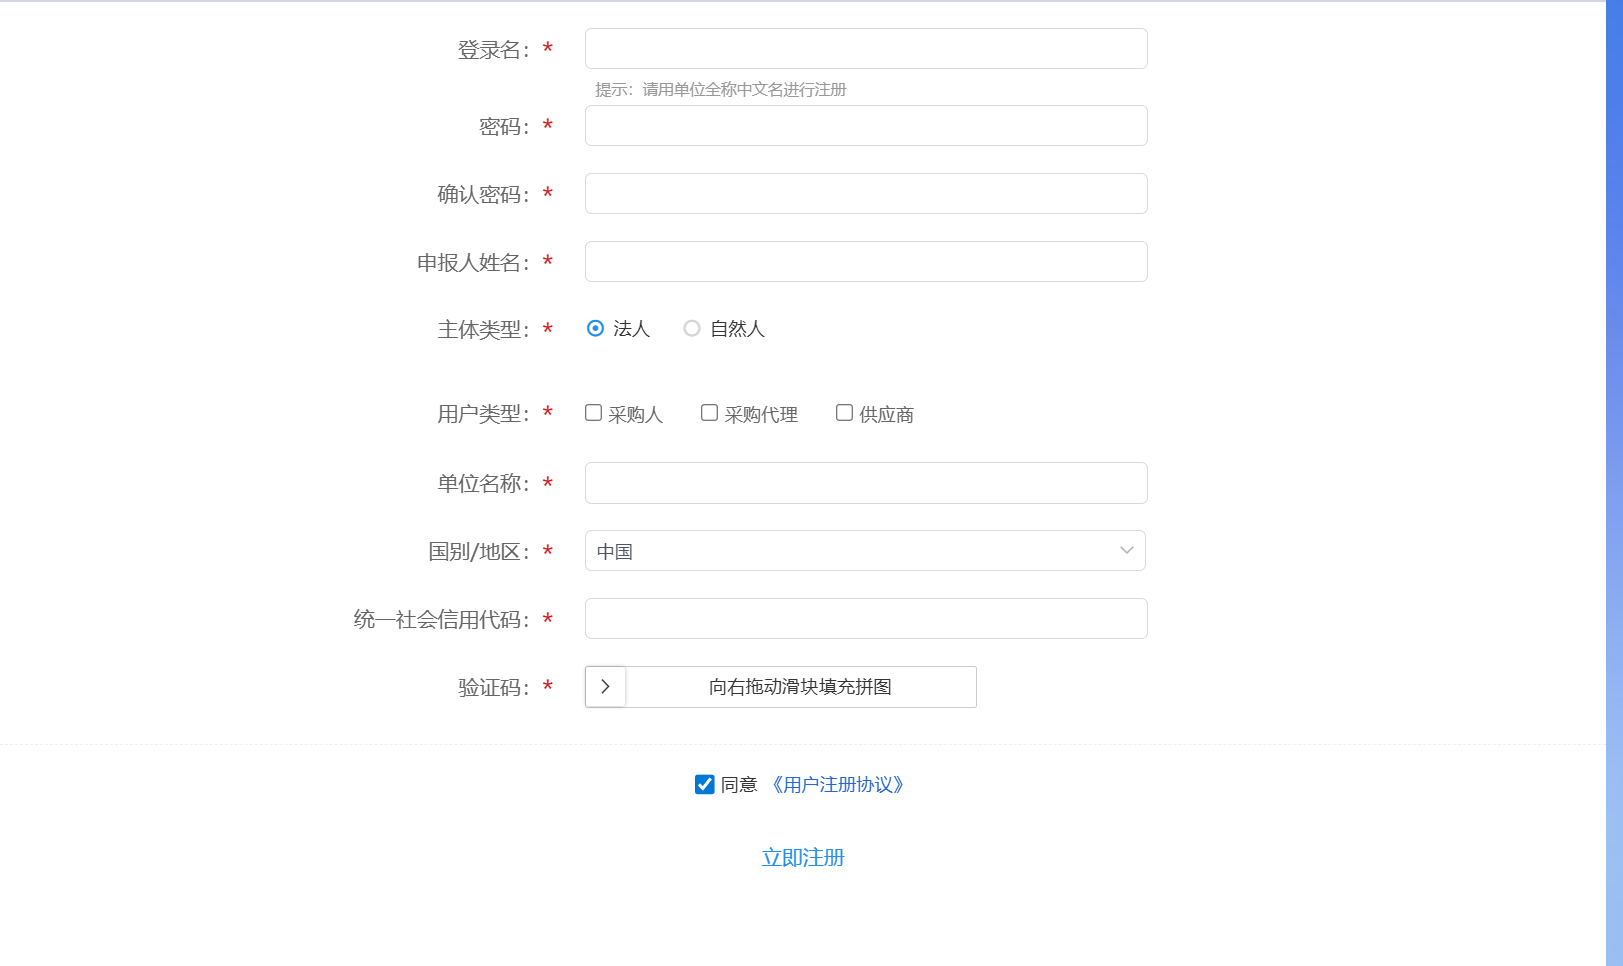 登录名：*
提示：请用单位全称中文名进行注册
密码：*
确认密码：*
申报人姓名：*
主体类型：* 法人 自然人
用户类型：* 采购人 采购代理 供应商
单位名称：*
国别/地区：* 中国
统一社会信用代码：*
验证码：* 向右拖动滑块填充拼图
同意 《用户注册协议》
立即注册